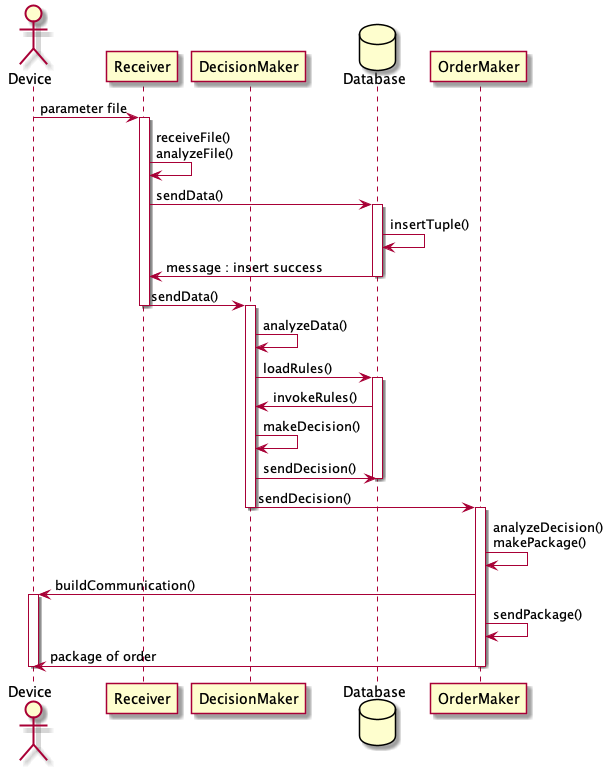 Device
Receiver
DecisionMaker
Database
OrderMaker
parameter file
receiveFile()
analyzeFile()
sendData()
insertTuple()
message : insert success
sendData()
analyzeData()
loadRules()
invokeRules()
makeDecision()
sendDecision()
sendDecision()
analyzeDecision()
makePackage()
buildCommunication()
sendPackage()
package of order
Device
Receiver
DecisionMaker
Database
OrderMaker